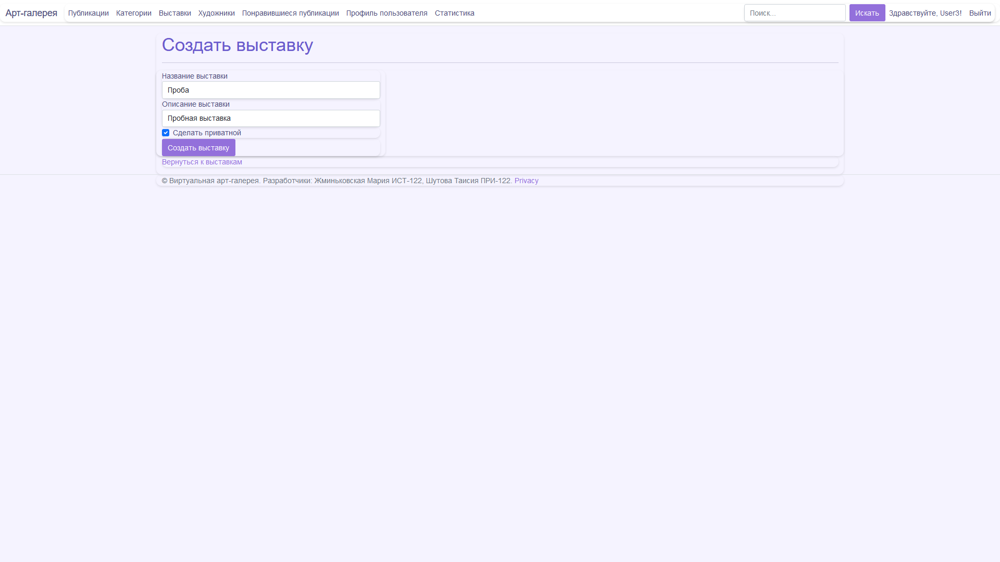 Арт-галерея Публикации Категории Выставки Художники Понравившиеся публикации Профиль пользователя Статистика Поиск... Искать Здравствуйте, User3! Выйти
Создать выставку
Название выставки
Проба
Описание выставки
Пробная выставка
Сделать приватной
Создать выставку
Вернуться к выставкам
© Виртуальная арт-галерея. Разработчики: Жминьковская Мария ИСТ-122, Шутова Таисия ПРИ-122. Privacy